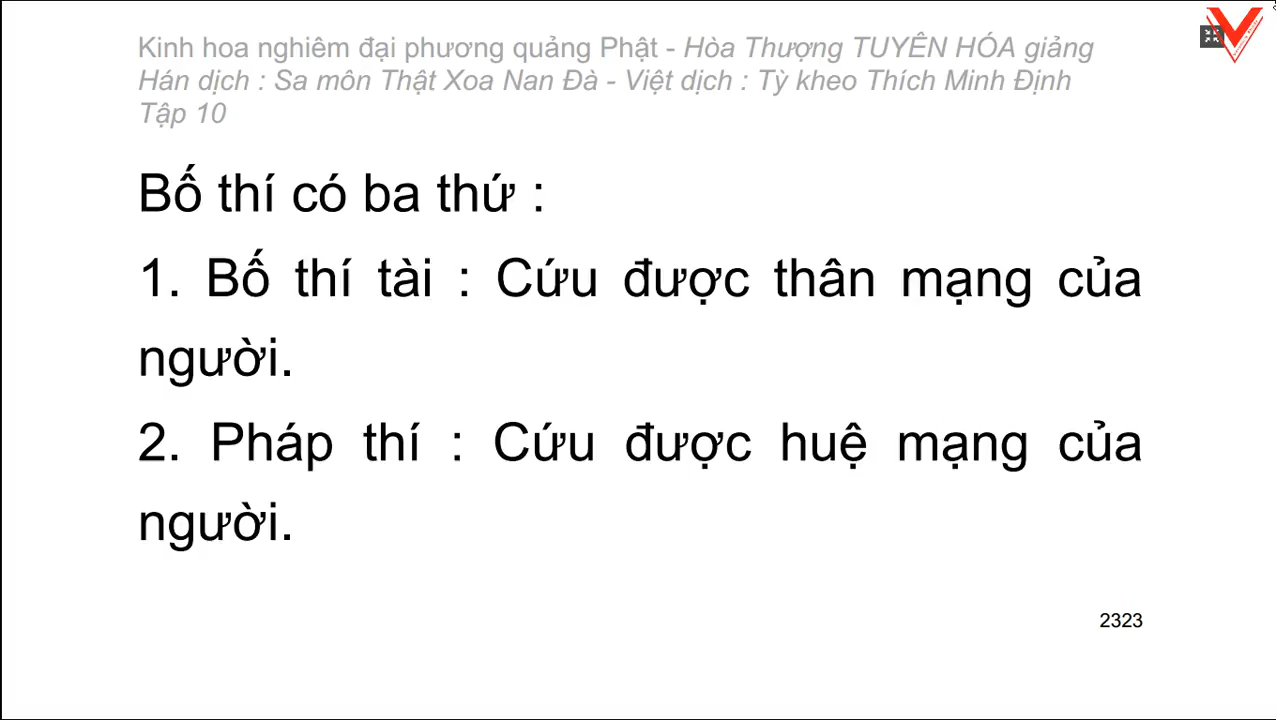 Kinh hoa nghiêm đại phương quảng Phật - Hòa Thượng TUYÊN HÓA giảng
Hán dịch : Sa môn Thật Xoa Nan Đà - Việt dịch : Tỳ kheo Thích Minh Định
Tập 10
Bố thí có ba thứ :
1. Bố thí tài : Cứu được thân mạng của
người.
2. Pháp thí : Cứu được huệ mạng của
người.
2323